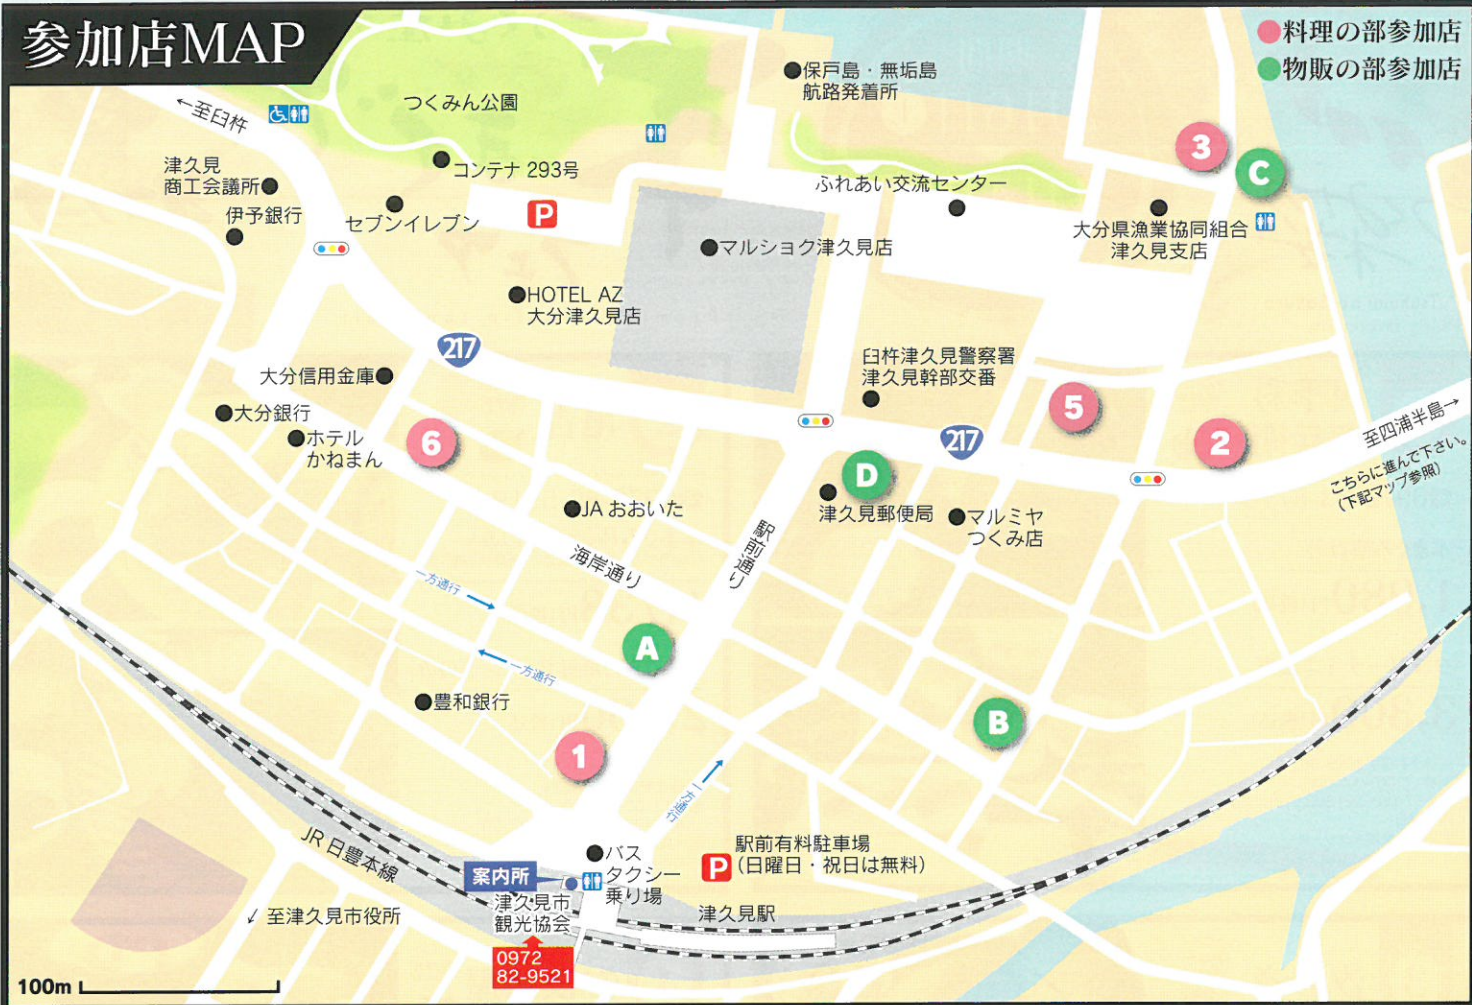 参加店MAP
●料理の部参加店
●物販の部参加店
←至臼杵
つくみん公園
保戸島・無垢島
航路発着所
津久見
商工会議所
コンテナ 293号
伊予銀行
セブンイレブン
P
ふれあい交流センター
3
C
大分県漁業協同組合
津久見支店
マルショク津久見店
HOTEL AZ
大分津久見店
217
大分信用金庫
臼杵津久見警察署
津久見幹部交番
大分銀行
ホテル
かねまん
6
5
217
2
至四浦半島→
こちらに進んで下さい。
(下記マップ参照)
D
津久見郵便局
マルミヤ
つくみ店
JA おおいた
海岸通り
駅前通り
一方通行
一方通行
A
豊和銀行
B
1
一方通行
JR 日豊本線
バス
タクシー
乗り場
案内所
津久見市
観光協会
0972
82-9521
P
駅前有料駐車場
(日曜日・祝日は無料)
津久見駅
↙ 至津久見市役所
100m